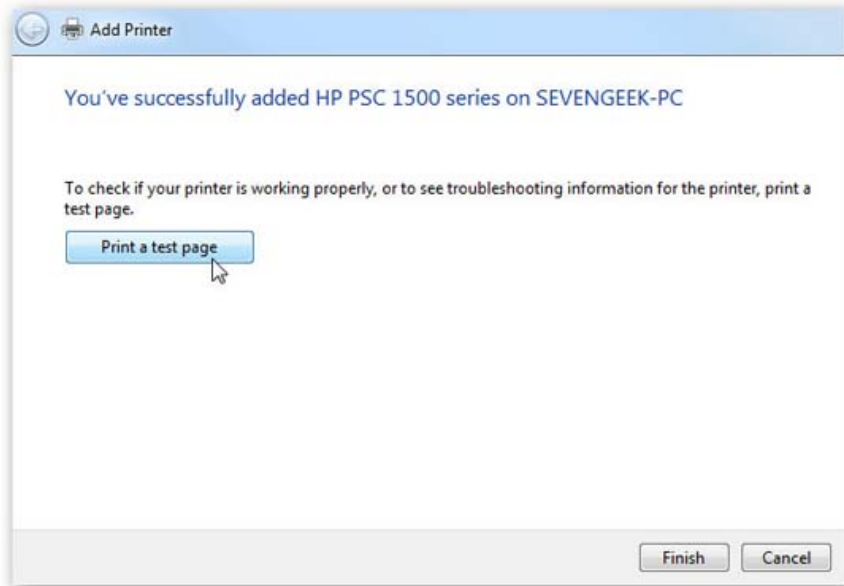 Add Printer
You've successfully added HP PSC 1500 series on SEVENGEEK-PC
To check if your printer is working properly, or to see troubleshooting information for the printer, print a
test page.
Print a test page
Finish Cancel